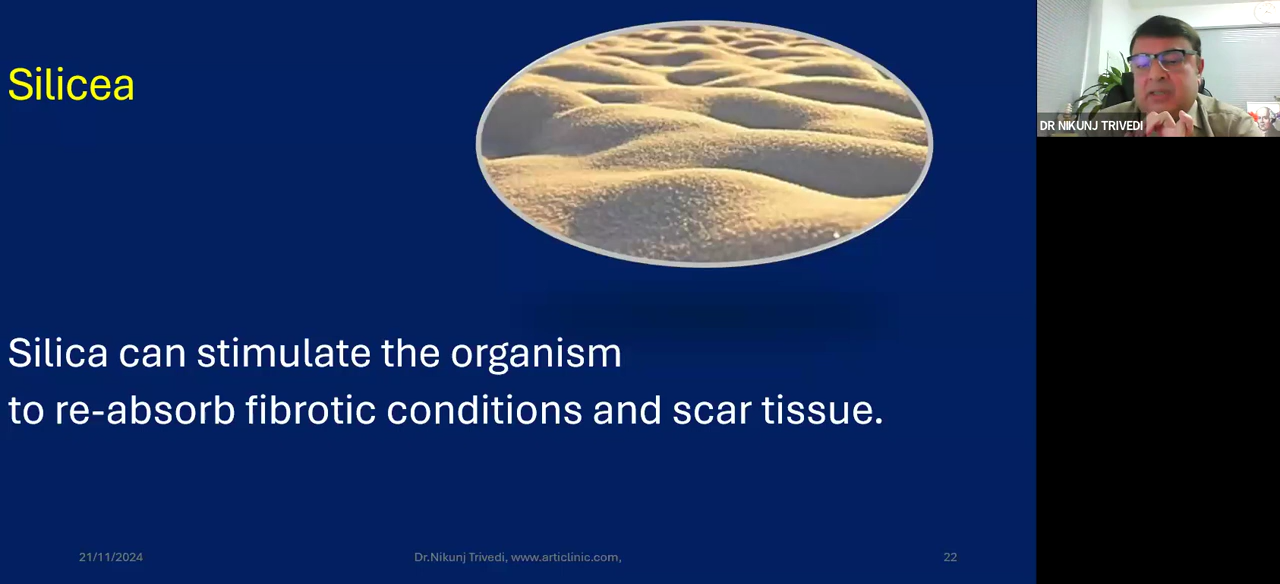 Silicea
DR NIKUNJ TRIVEDI
Silica can stimulate the organism
to re-absorb fibrotic conditions and scar tissue.
21/11/2024
Dr.Nikunj Trivedi, www.articlinic.com,
22